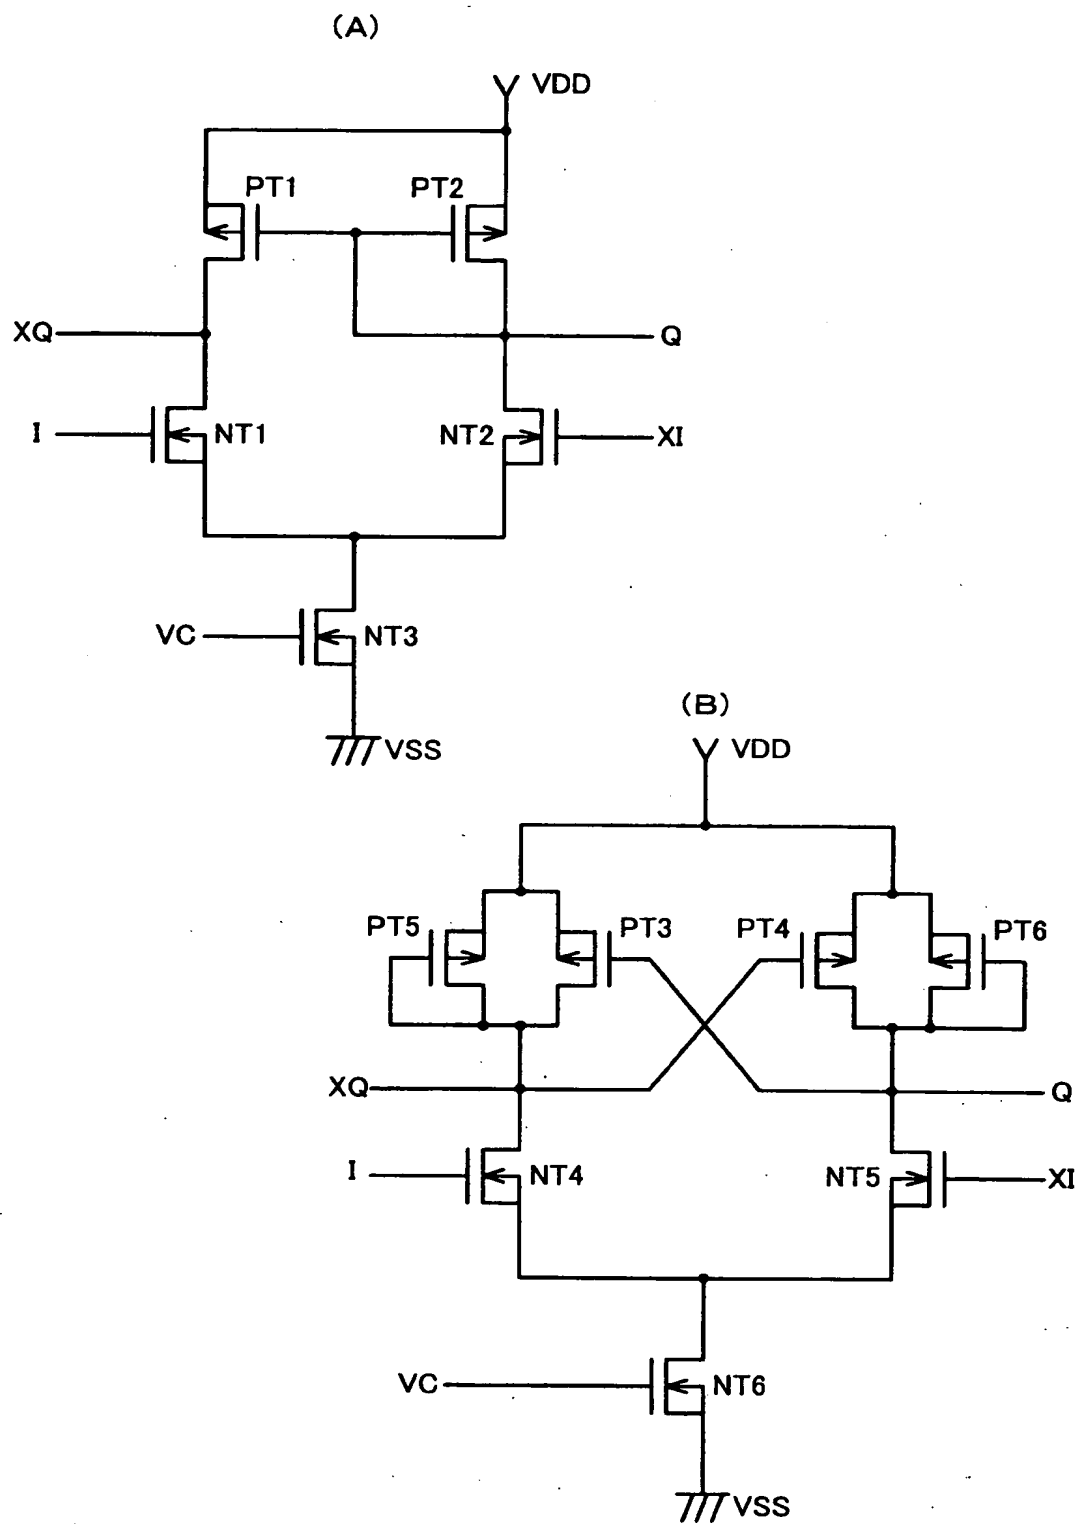 (A)
VDD
PT1 PT2
XQ Q
I NT1 NT2 XI
VC NT3
VSS
(B)
VDD
PT5 PT3 PT4 PT6
XQ Q
I NT4 NT5 XI
VC NT6
VSS